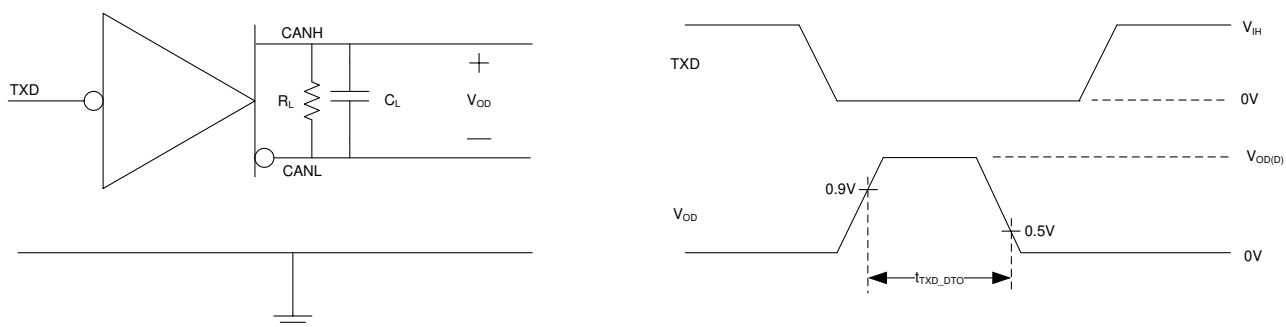 TXD
CANH
R_L
C_L
+
V_OD
—
CANL
TXD
V_IH
0V
V_OD(D)
0.9V
V_OD
0.5V
0V
t_TXD_DTO